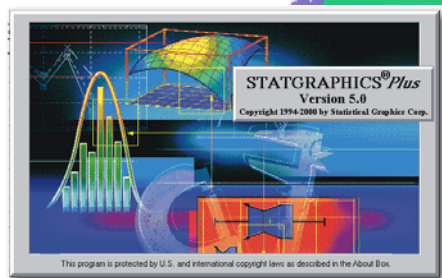 STATGRAPHICS®Plus
Version 5.0
Copyright 1994-2000 by Statistical Graphics Corp.
This program is protected by U.S. and international copyright laws as described in the About Box.